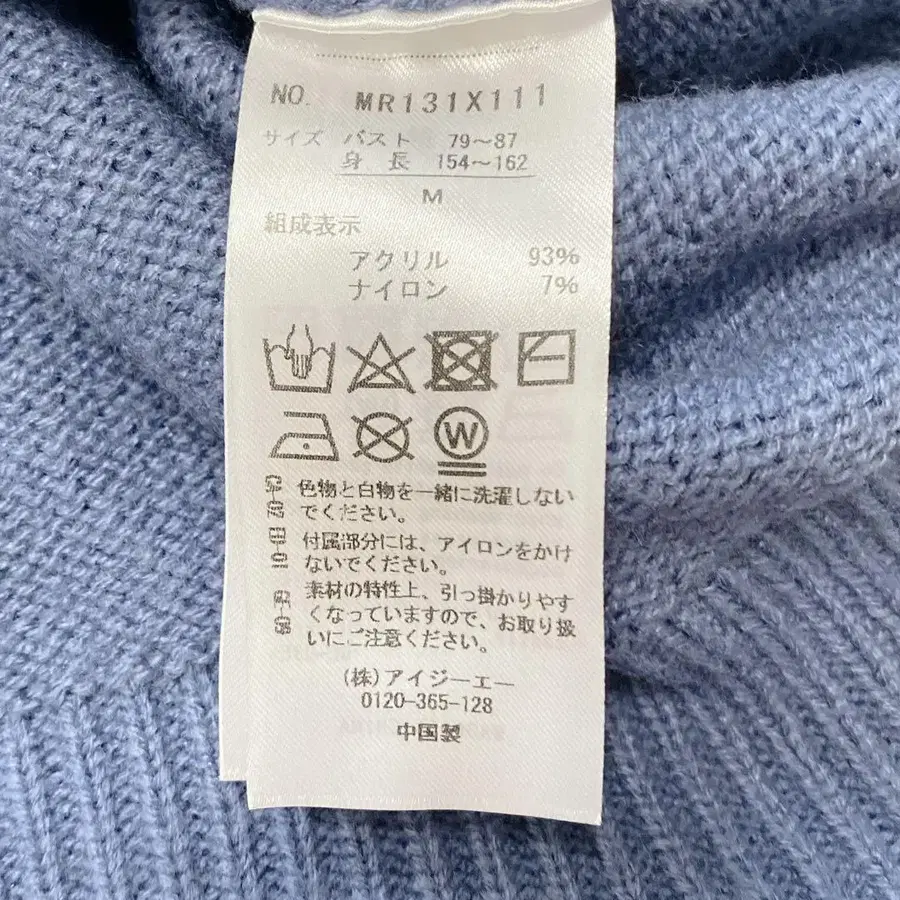 NO. MR131X111
サイズ バスト 79〜87
身長 154〜162
M
組成表示
アクリル 93%
ナイロン 7%
W
色物と白物を一緒に洗濯しない
でください。
付属部分には、アイロンをかけ
ないでください。
素材の特性上、引っ掛かりやす
くなっていますので、お取り扱
いにご注意ください。
(株)アイジーエー
0120-365-128
中国製